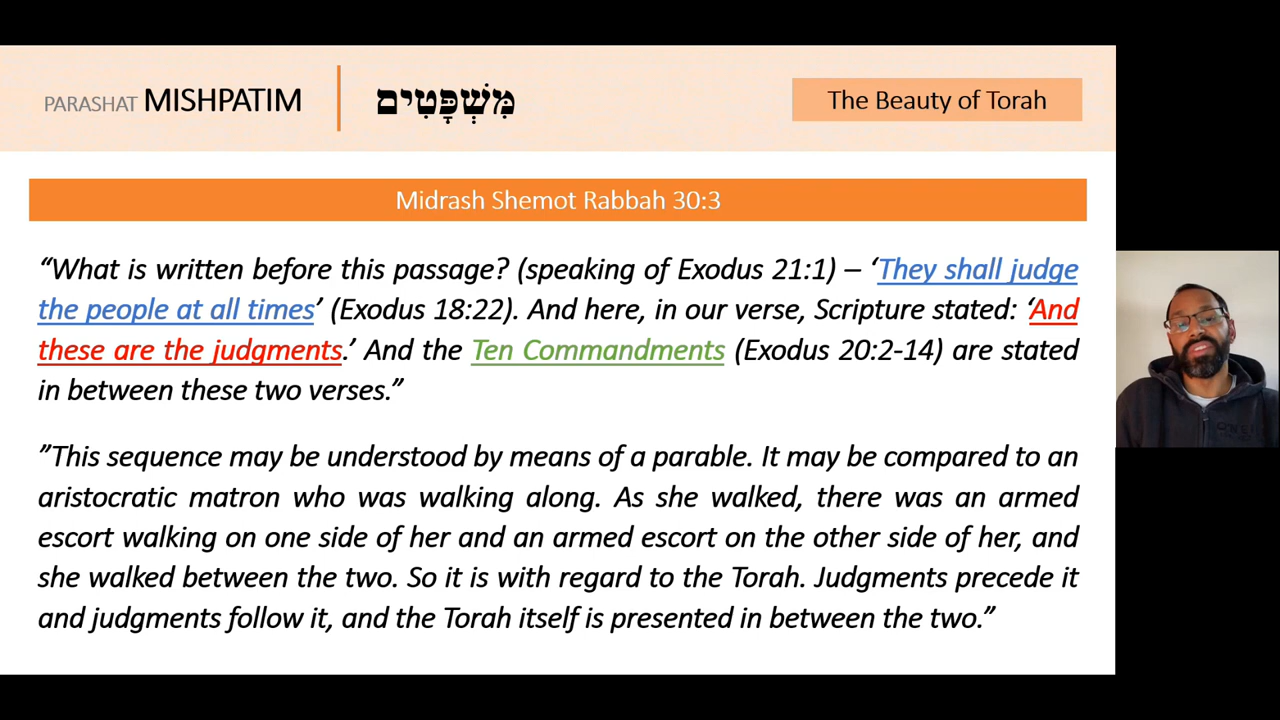 PARASHAT MISHPATIM
מִּשְׁפָּטִים
The Beauty of Torah
Midrash Shemot Rabbah 30:3
“What is written before this passage? (speaking of Exodus 21:1) – ‘They shall judge
the people at all times’ (Exodus 18:22). And here, in our verse, Scripture stated: ‘And
these are the judgments.’ And the Ten Commandments (Exodus 20:2-14) are stated
in between these two verses.”
”This sequence may be understood by means of a parable. It may be compared to an
aristocratic matron who was walking along. As she walked, there was an armed
escort walking on one side of her and an armed escort on the other side of her, and
she walked between the two. So it is with regard to the Torah. Judgments precede it
and judgments follow it, and the Torah itself is presented in between the two.”